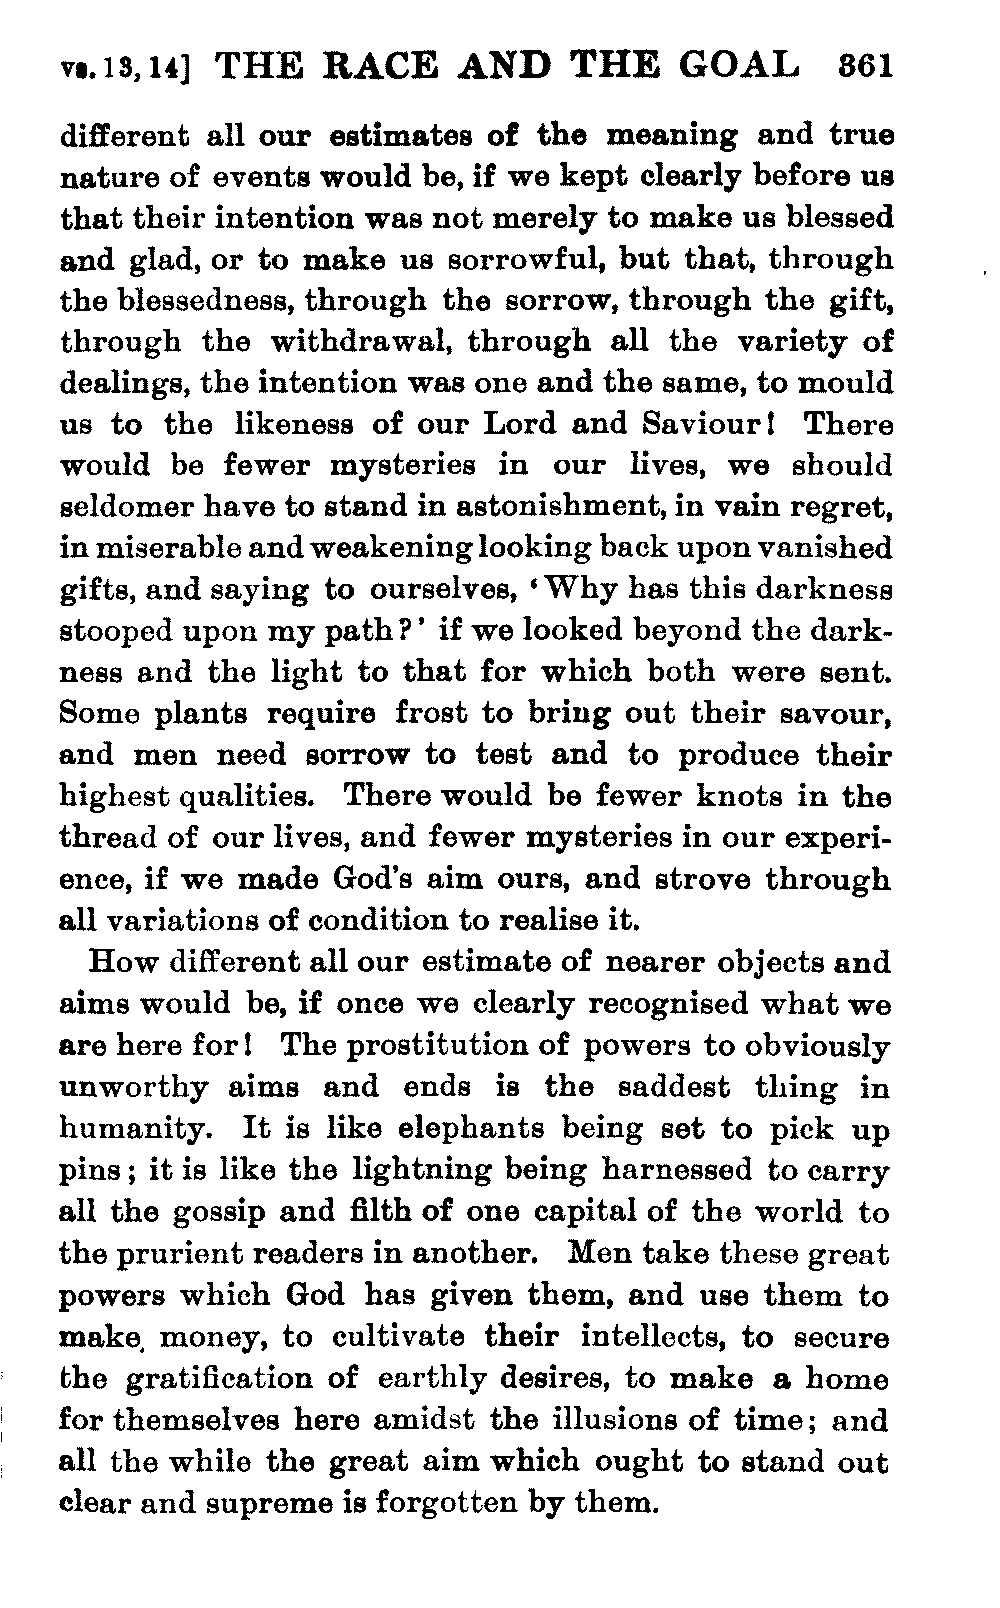 vs. 13, 14] THE RACE AND THE GOAL 361
different all our estimates of the meaning and true
nature of events would be, if we kept clearly before us
that their intention was not merely to make us blessed
and glad, or to make us sorrowful, but that, through
the blessedness, through the sorrow, through the gift,
through the withdrawal, through all the variety of
dealings, the intention was one and the same, to mould
us to the likeness of our Lord and Saviour! There
would be fewer mysteries in our lives, we should
seldomer have to stand in astonishment, in vain regret,
in miserable and weakening looking back upon vanished
gifts, and saying to ourselves, ‘Why has this darkness
stooped upon my path?’ if we looked beyond the dark-
ness and the light to that for which both were sent.
Some plants require frost to bring out their savour,
and men need sorrow to test and to produce their
highest qualities. There would be fewer knots in the
thread of our lives, and fewer mysteries in our experi-
ence, if we made God's aim ours, and strove through
all variations of condition to realise it.
How different all our estimate of nearer objects and
aims would be, if once we clearly recognised what we
are here for! The prostitution of powers to obviously
unworthy aims and ends is the saddest thing in
humanity. It is like elephants being set to pick up
pins; it is like the lightning being harnessed to carry
all the gossip and filth of one capital of the world to
the prurient readers in another. Men take these great
powers which God has given them, and use them to
make money, to cultivate their intellects, to secure
the gratification of earthly desires, to make a home
for themselves here amidst the illusions of time; and
all the while the great aim which ought to stand out
clear and supreme is forgotten by them.